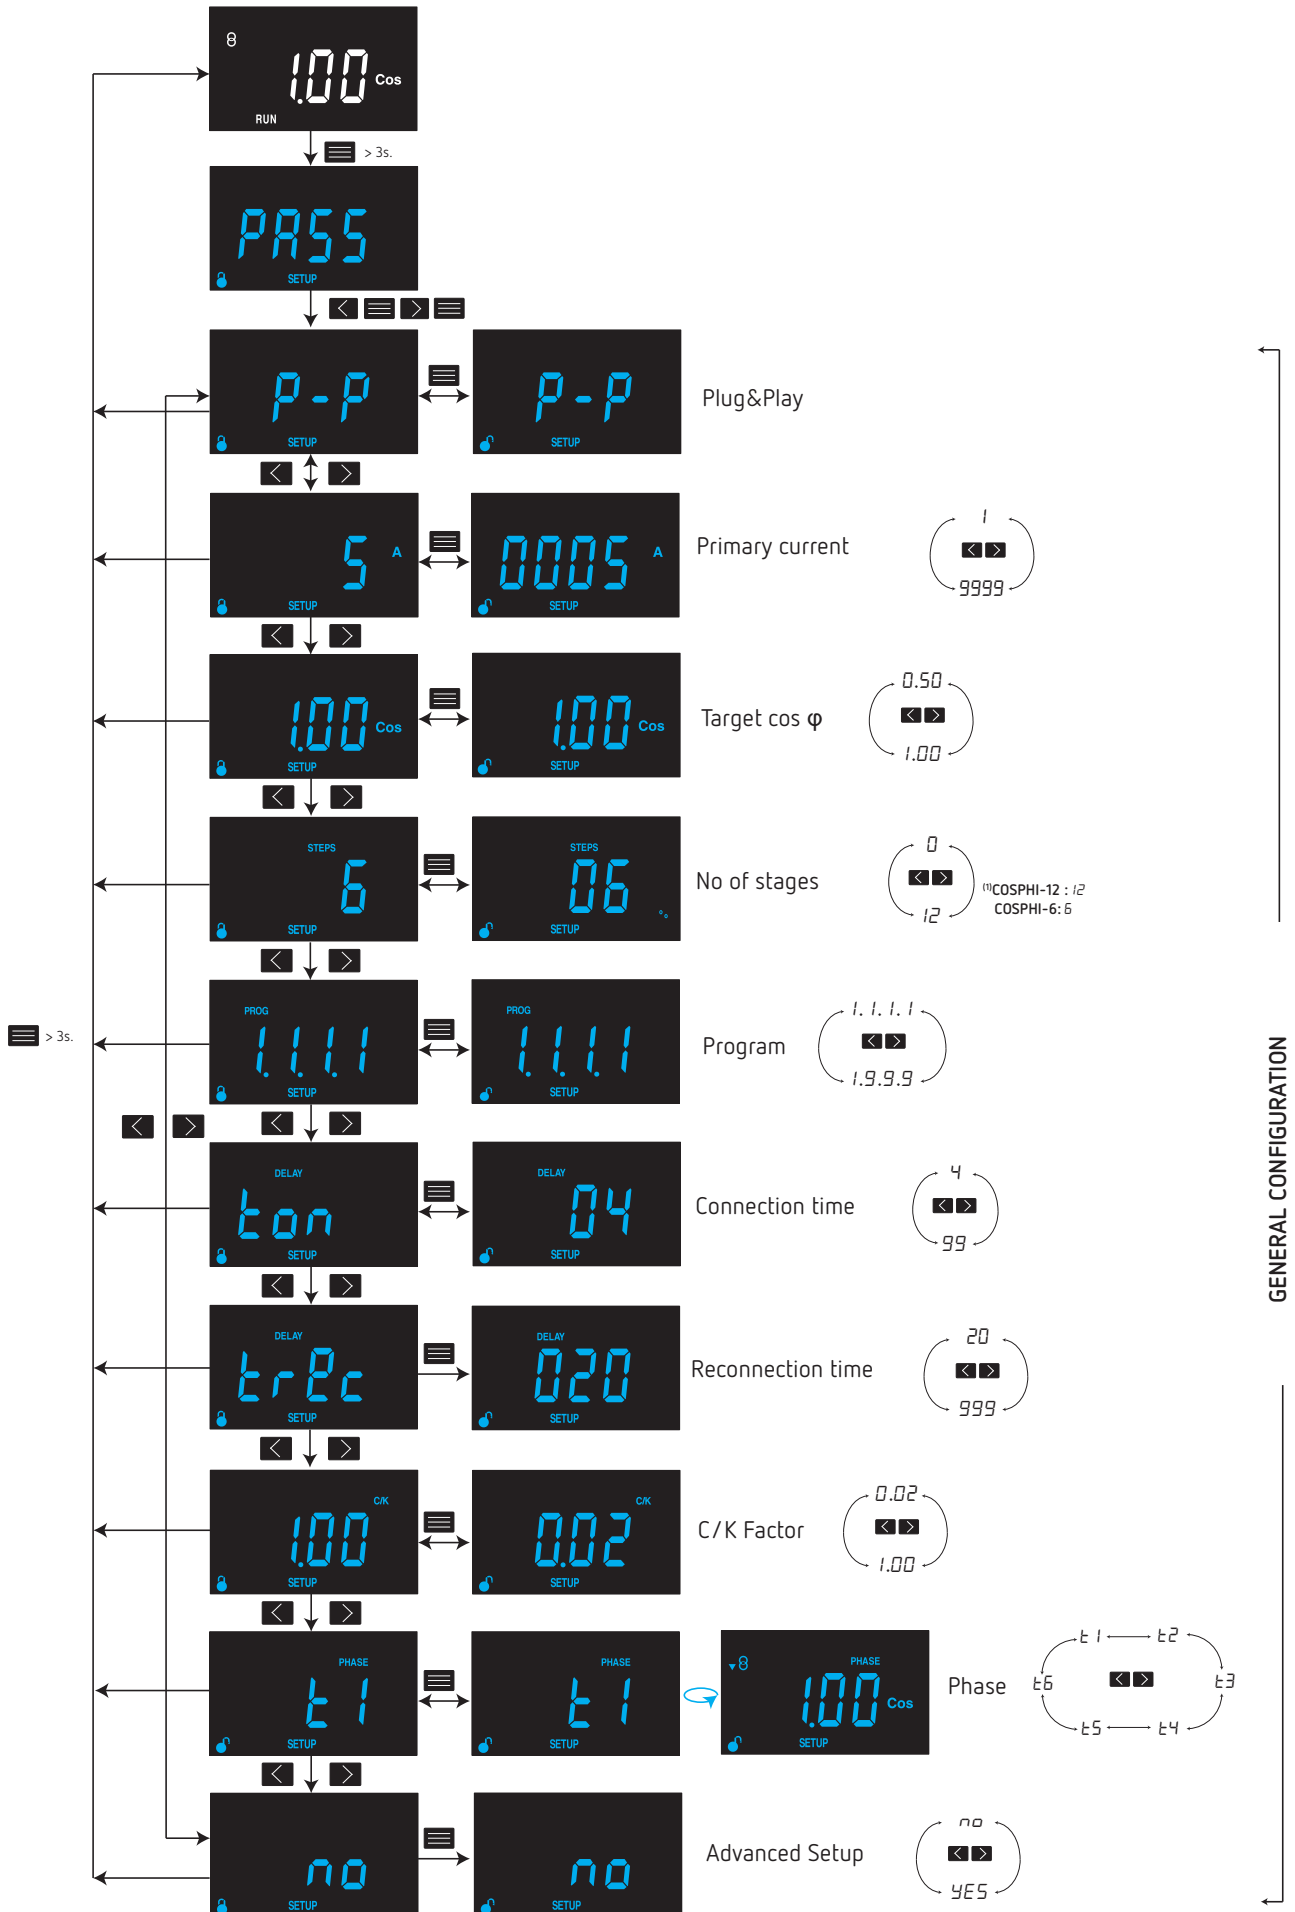 1.00 Cos
RUN
> 3s.
PASS
SETUP
P-P
SETUP
P-P
SETUP
Plug&Play
5 A
SETUP
0005 A
SETUP
Primary current
1
9999
1.00 Cos
SETUP
1.00 Cos
SETUP
Target cos φ
0.50
1.00
STEPS
6
SETUP
STEPS
06
SETUP
No of stages
0
12
(1)COSPHI-12 : 12
COSPHI-6: 6
PROG
1.1.1.1
SETUP
PROG
1.1.1.1
SETUP
Program
1.1.1.1
1.9.9.9
> 3s.
DELAY
ton
SETUP
DELAY
04
SETUP
Connection time
4
99
DELAY
trEc
SETUP
DELAY
020
SETUP
Reconnection time
20
999
C/K
1.00
SETUP
C/K
0.02
SETUP
C/K Factor
0.02
1.00
PHASE
t1
SETUP
PHASE
t1
SETUP
PHASE
1.00 Cos
SETUP
Phase
t1 t2
t6 t3
t5 t4
no
SETUP
no
SETUP
Advanced Setup
no
YES
GENERAL CONFIGURATION